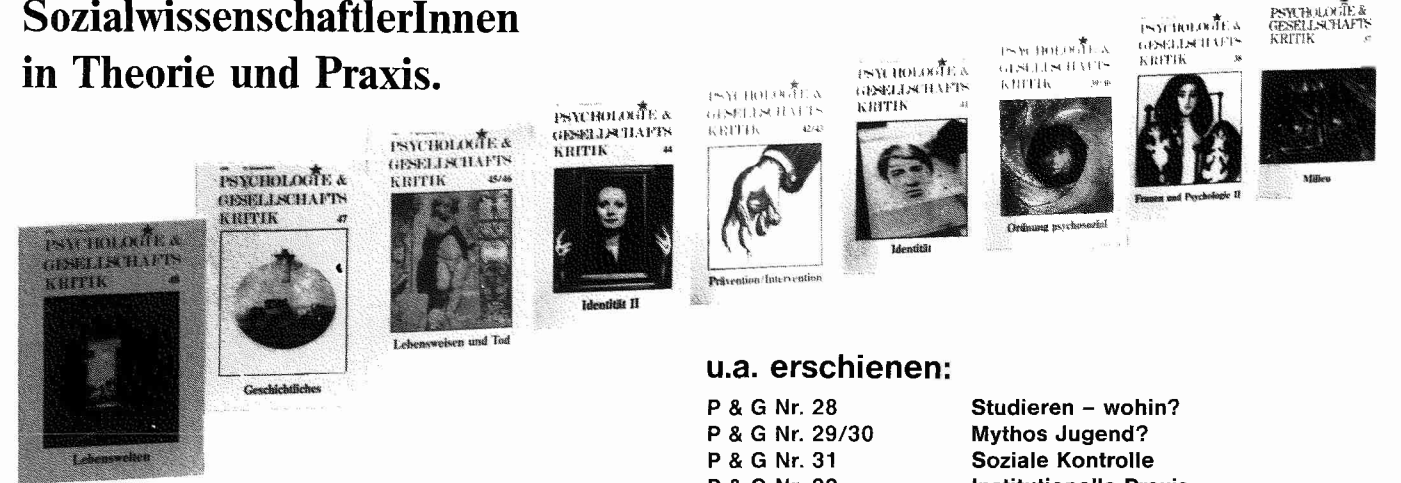 SozialwissenschaftlerInnen
in Theorie und Praxis.
PSYCHOLOGIE &
GESELLSCHAFTS
KRITIK 48
Lebenswelten
PSYCHOLOGIE &
GESELLSCHAFTS
KRITIK 47
Geschichtliches
PSYCHOLOGIE &
GESELLSCHAFTS
KRITIK 45/46
Lebensweisen und Tod
PSYCHOLOGIE &
GESELLSCHAFTS
KRITIK 44
Identität II
PSYCHOLOGIE &
GESELLSCHAFTS
KRITIK 42/43
Prävention/Intervention
PSYCHOLOGIE &
GESELLSCHAFTS
KRITIK 41
Identität
PSYCHOLOGIE &
GESELLSCHAFTS
KRITIK 39/40
Ordnung psychosozial
PSYCHOLOGIE &
GESELLSCHAFTS
KRITIK 38
Frauen und Psychologie II
PSYCHOLOGIE &
GESELLSCHAFTS
KRITIK 37
Milieu
u.a. erschienen:
P & G Nr. 28 Studieren – wohin?
P & G Nr. 29/30 Mythos Jugend?
P & G Nr. 31 Soziale Kontrolle